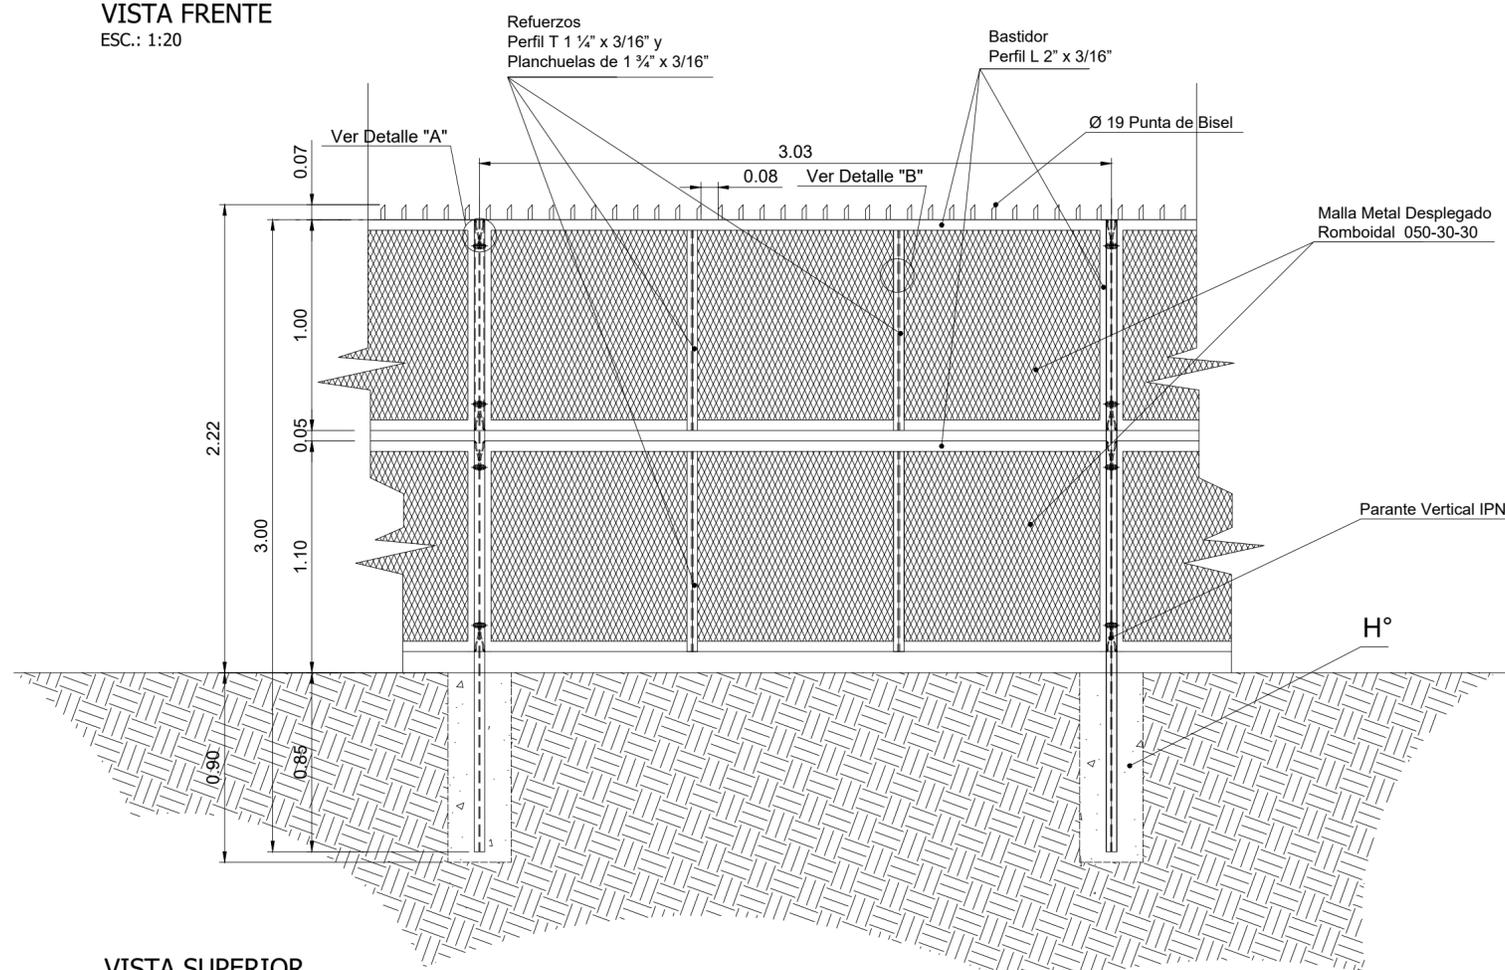 VISTA FRENTE
ESC.: 1:20
Refuerzos
Perfil T 1 ¼” x 3/16” y
Planchuelas de 1 ¾” x 3/16”
Bastidor
Perfil L 2” x 3/16”
Ver Detalle "A"
Ø 19 Punta de Bisel
3.03
0.07
0.08
Ver Detalle "B"
Malla Metal Desplegado
Romboidal 050-30-30
1.00
0.05
2.22
3.00
1.10
Parante Vertical IPN
H°
0.90
0.85
VISTA SUPERIOR